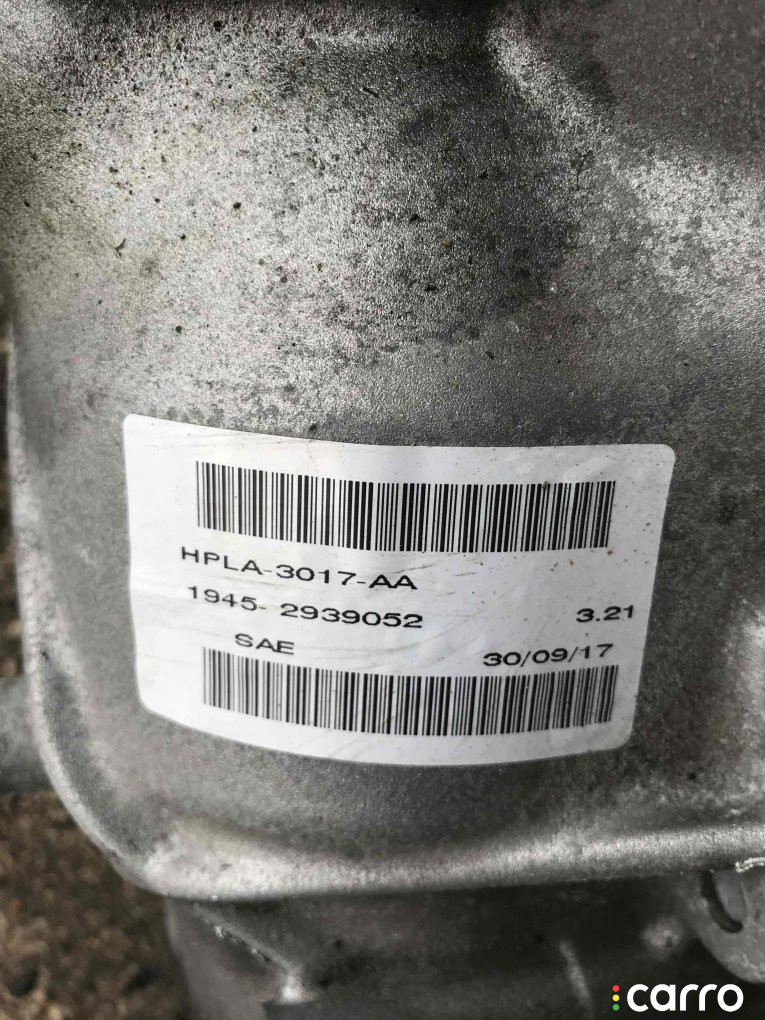 HPLA-3017-AA
1945- 2939052 3.21
SAE 30/09/17
carro